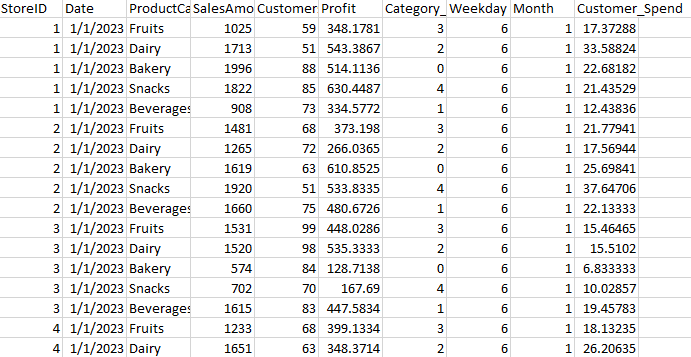 StoreID Date ProductCa SalesAmo Customer Profit Category_ Weekday Month Customer_Spend
1 1/1/2023 Fruits 1025 59 348.1781 3 6 1 17.37288
1 1/1/2023 Dairy 1713 51 543.3867 2 6 1 33.58824
1 1/1/2023 Bakery 1996 88 514.1136 0 6 1 22.68182
1 1/1/2023 Snacks 1822 85 630.4487 4 6 1 21.43529
1 1/1/2023 Beverages 908 73 334.5772 1 6 1 12.43836
2 1/1/2023 Fruits 1481 68 373.198 3 6 1 21.77941
2 1/1/2023 Dairy 1265 72 266.0365 2 6 1 17.56944
2 1/1/2023 Bakery 1619 63 610.8525 0 6 1 25.69841
2 1/1/2023 Snacks 1920 51 533.8335 4 6 1 37.64706
2 1/1/2023 Beverages 1660 75 480.6726 1 6 1 22.13333
3 1/1/2023 Fruits 1531 99 448.0286 3 6 1 15.46465
3 1/1/2023 Dairy 1520 98 535.3333 2 6 1 15.5102
3 1/1/2023 Bakery 574 84 128.7138 0 6 1 6.833333
3 1/1/2023 Snacks 702 70 167.69 4 6 1 10.02857
3 1/1/2023 Beverages 1615 83 447.5834 1 6 1 19.45783
4 1/1/2023 Fruits 1233 68 399.1334 3 6 1 18.13235
4 1/1/2023 Dairy 1651 63 348.3714 2 6 1 26.20635